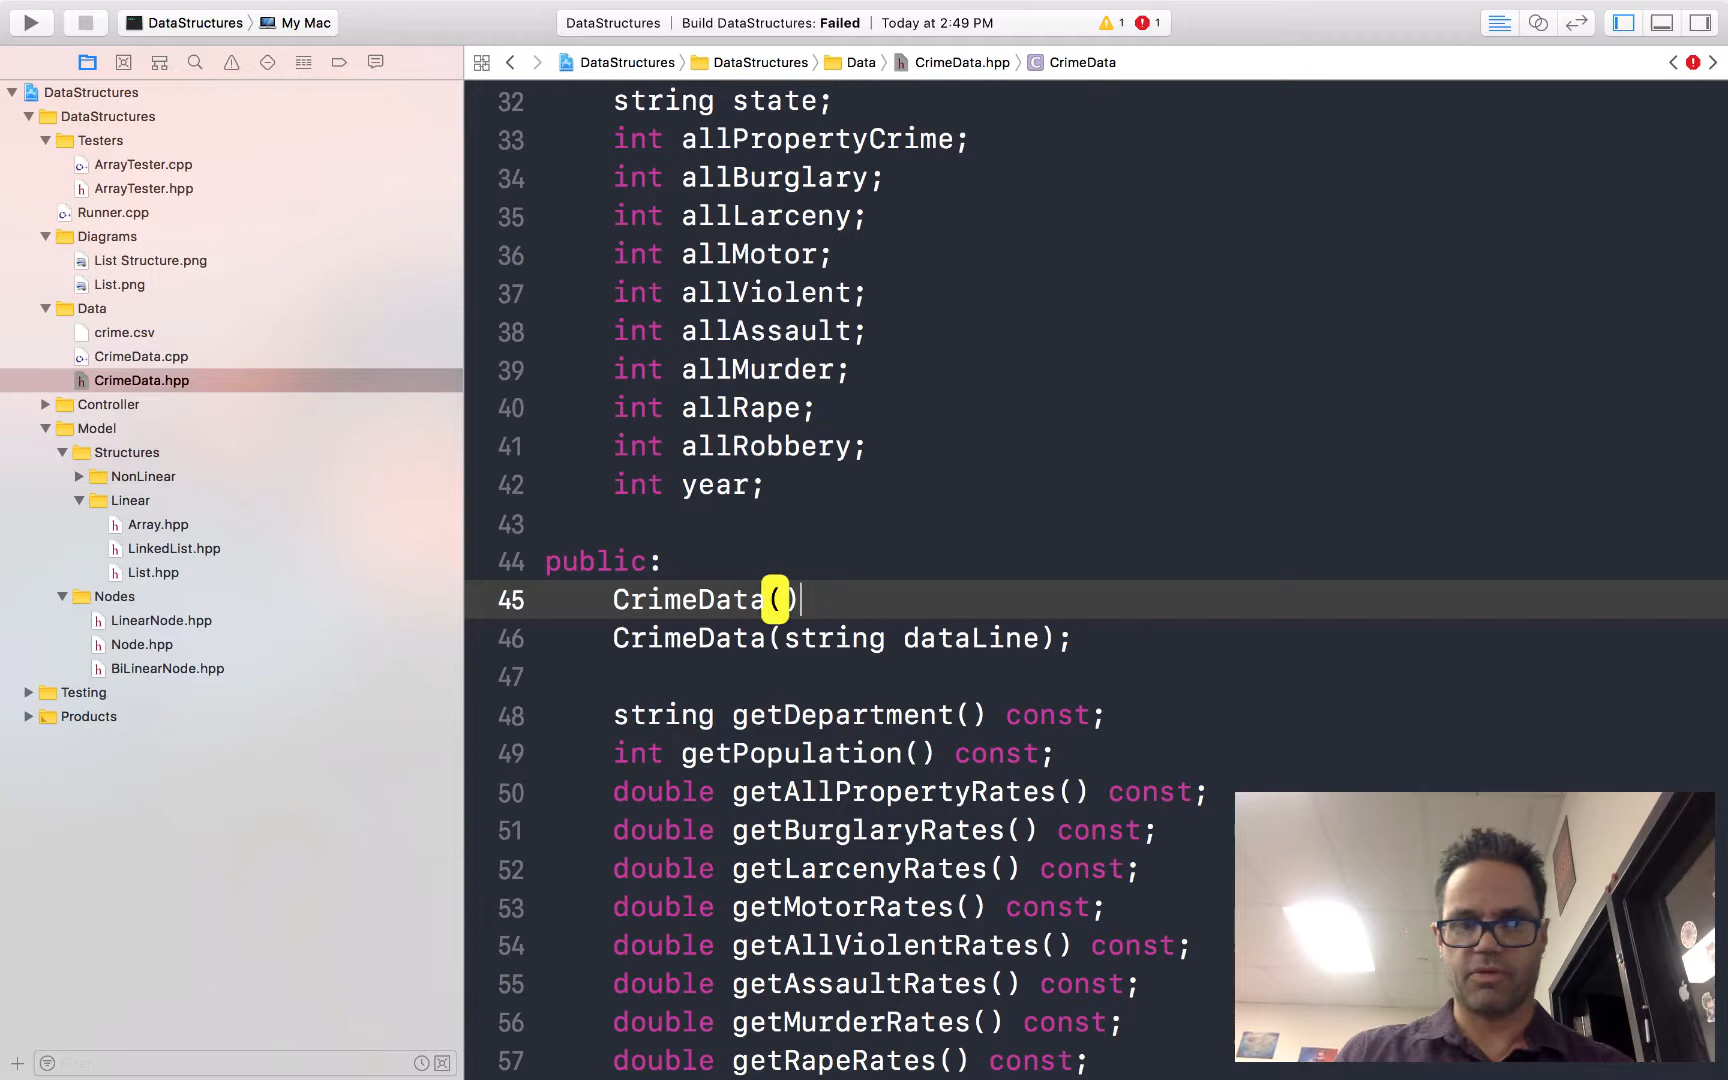 DataStructures My Mac
DataStructures Build DataStructures: Failed Today at 2:49 PM 1 1
DataStructures DataStructures Data CrimeData.hpp CrimeData
DataStructures
DataStructures
Testers
ArrayTester.cpp
ArrayTester.hpp
Runner.cpp
Diagrams
List Structure.png
List.png
Data
crime.csv
CrimeData.cpp
CrimeData.hpp
Controller
Model
Structures
NonLinear
Linear
Array.hpp
LinkedList.hpp
List.hpp
Nodes
LinearNode.hpp
Node.hpp
BiLinearNode.hpp
Testing
Products
Filter
32 string state;
33 int allPropertyCrime;
34 int allBurglary;
35 int allLarceny;
36 int allMotor;
37 int allViolent;
38 int allAssault;
39 int allMurder;
40 int allRape;
41 int allRobbery;
42 int year;
43
44 public:
45 CrimeData()
46 CrimeData(string dataLine);
47
48 string getDepartment() const;
49 int getPopulation() const;
50 double getAllPropertyRates() const;
51 double getBurglaryRates() const;
52 double getLarcenyRates() const;
53 double getMotorRates() const;
54 double getAllViolentRates() const;
55 double getAssaultRates() const;
56 double getMurderRates() const;
57 double getRapeRates() const;